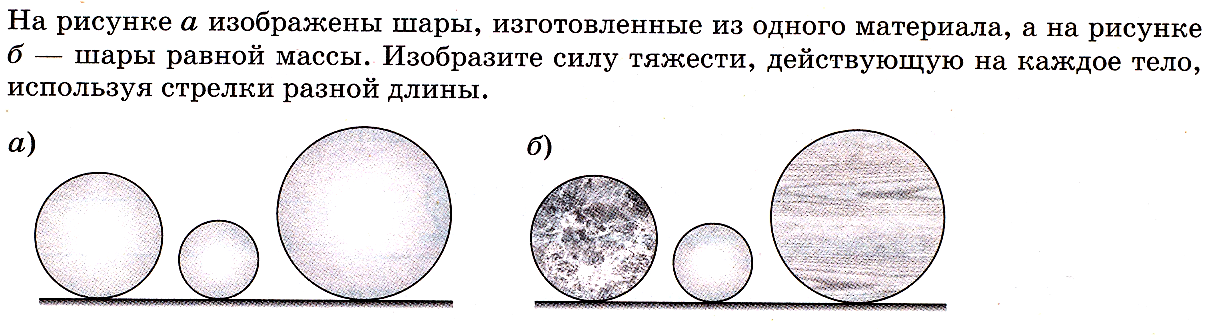 На рисунке а изображены шары, изготовленные из одного материала, а на рисунке
б — шары равной массы. Изобразите силу тяжести, действующую на каждое тело,
используя стрелки разной длины.
а) б)